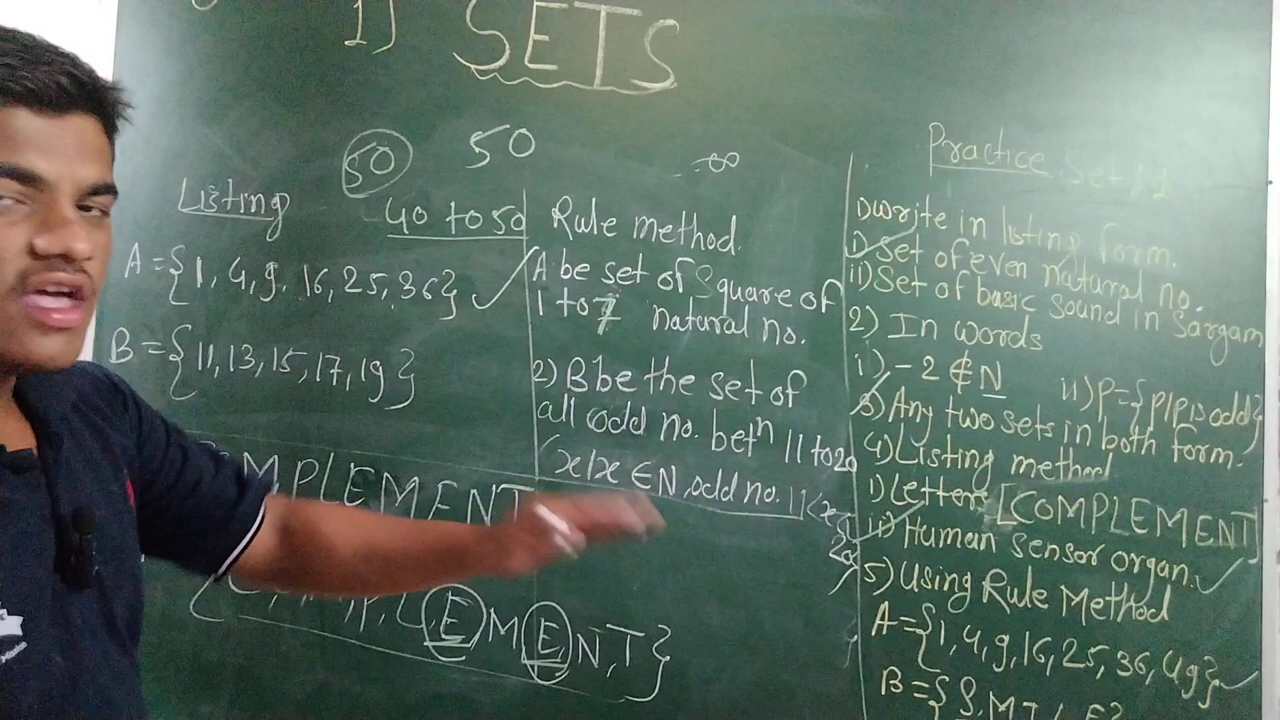 1) SETS
50 50 -∞
Listing
40 to 50
A = {1, 4, 9, 16, 25, 36}
B = {11, 13, 15, 17, 19}
Rule method.
A be set of Square of
1 to 7 natural no.
2) B be the set of
all odd no. betn 11 to 20
(x/x ∈ N, odd no. 11<x<
20
}
MPLEMENT
L, E M E, N, T}
Practice Set
1) Write in listing form.
i) Set of even natural no.
ii) Set of basic sound in Sargam
2) In words
i) -2 ∉ N ii) P = {P/P is odd}
3) Any two sets in both form.
4) Listing method
i) Letters [COMPLEMENT]
ii) Human Sensor organ.
5) Using Rule Method
A = {1, 4, 9, 16, 25, 36, 49}
B = {